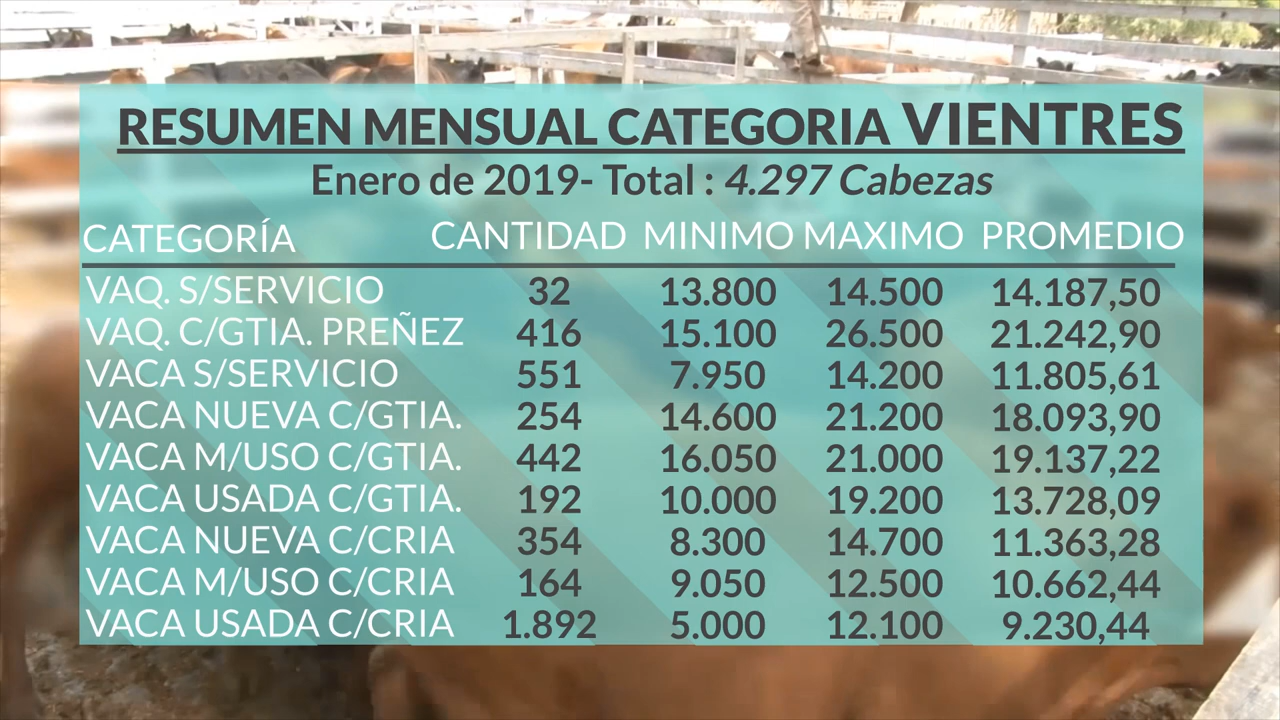 RESUMEN MENSUAL CATEGORIA VIENTRES
Enero de 2019- Total : 4.297 Cabezas
CATEGORÍA CANTIDAD MINIMO MAXIMO PROMEDIO
VAQ. S/SERVICIO 32 13.800 14.500 14.187,50
VAQ. C/GTIA. PREÑEZ 416 15.100 26.500 21.242,90
VACA S/SERVICIO 551 7.950 14.200 11.805,61
VACA NUEVA C/GTIA. 254 14.600 21.200 18.093,90
VACA M/USO C/GTIA. 442 16.050 21.000 19.137,22
VACA USADA C/GTIA. 192 10.000 19.200 13.728,09
VACA NUEVA C/CRIA 354 8.300 14.700 11.363,28
VACA M/USO C/CRIA 164 9.050 12.500 10.662,44
VACA USADA C/CRIA 1.892 5.000 12.100 9.230,44